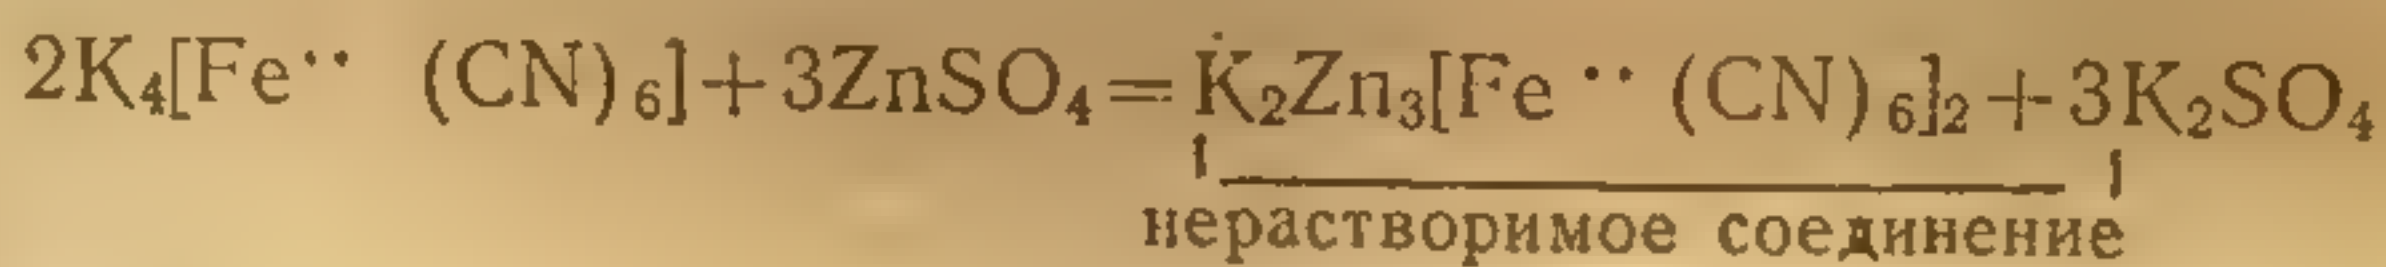 2K₄[Fe·· (CN)₆]+3ZnSO₄=K₂Zn₃[Fe·· (CN)₆]₂+3K₂SO₄
нерастворимое соединение